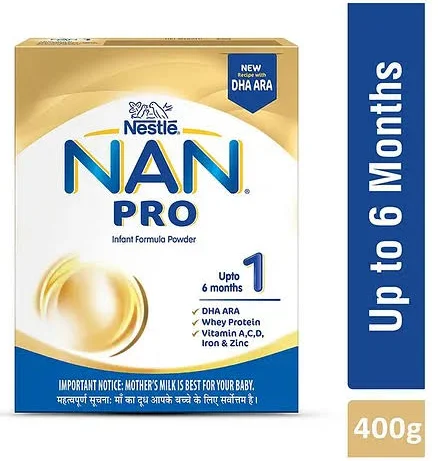 NEW
Recipe with
DHA ARA
Nestlé
NAN
PRO
Infant Formula Powder
Upto
6 months
1
✓ DHA ARA
✓ Whey Protein
✓ Vitamin A,C,D,
Iron & Zinc
IMPORTANT NOTICE: MOTHER'S MILK IS BEST FOR YOUR BABY.
महत्वपूर्ण सूचना: माँ का दूध आपके बच्चे के लिए सर्वोत्तम है।
Up to 6 Months
400g